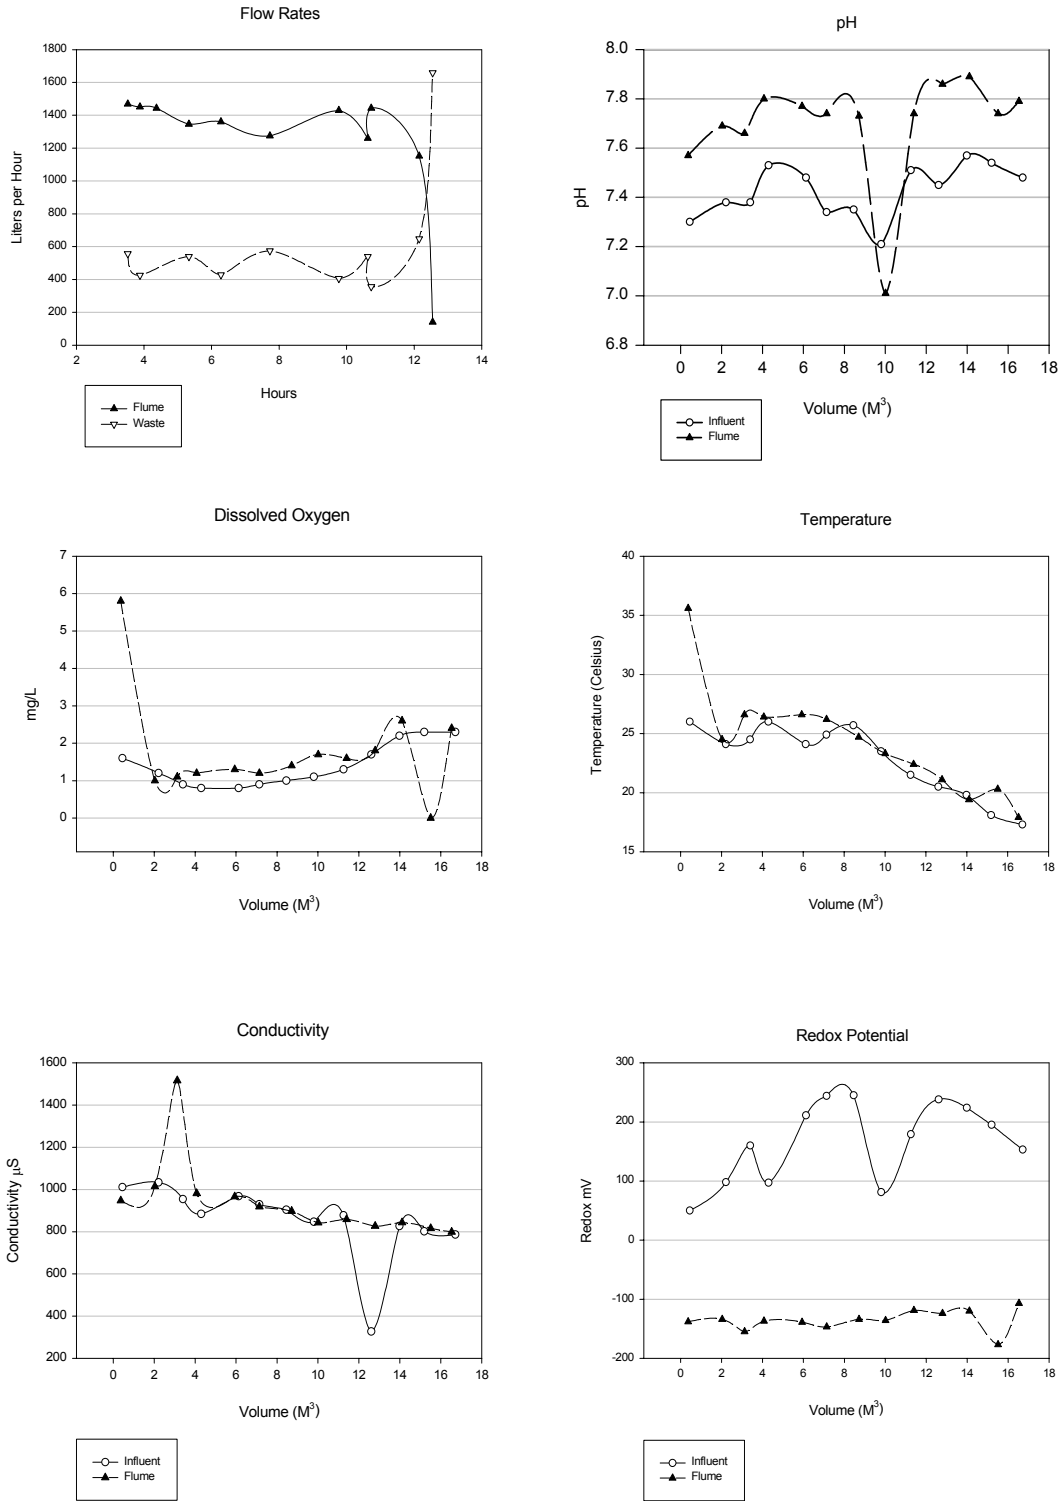 Flow Rates
1800
1600
1400
1200
1000
800
600
400
200
0
Liters per Hour
2 4 6 8 10 12 14
Hours
Flume
Waste
pH
8.0
7.8
7.6
7.4
7.2
7.0
6.8
pH
0 2 4 6 8 10 12 14 16 18
Volume (M³)
Influent
Flume
Dissolved Oxygen
7
6
5
4
3
2
1
0
mg/L
0 2 4 6 8 10 12 14 16 18
Volume (M³)
Temperature
40
35
30
25
20
15
Temperature (Celsius)
0 2 4 6 8 10 12 14 16 18
Volume (M³)
Conductivity
1600
1400
1200
1000
800
600
400
200
Conductivity µS
0 2 4 6 8 10 12 14 16 18
Volume (M³)
Influent
Flume
Redox Potential
300
200
100
0
-100
-200
Redox mV
0 2 4 6 8 10 12 14 16 18
Volume (M³)
Influent
Flume